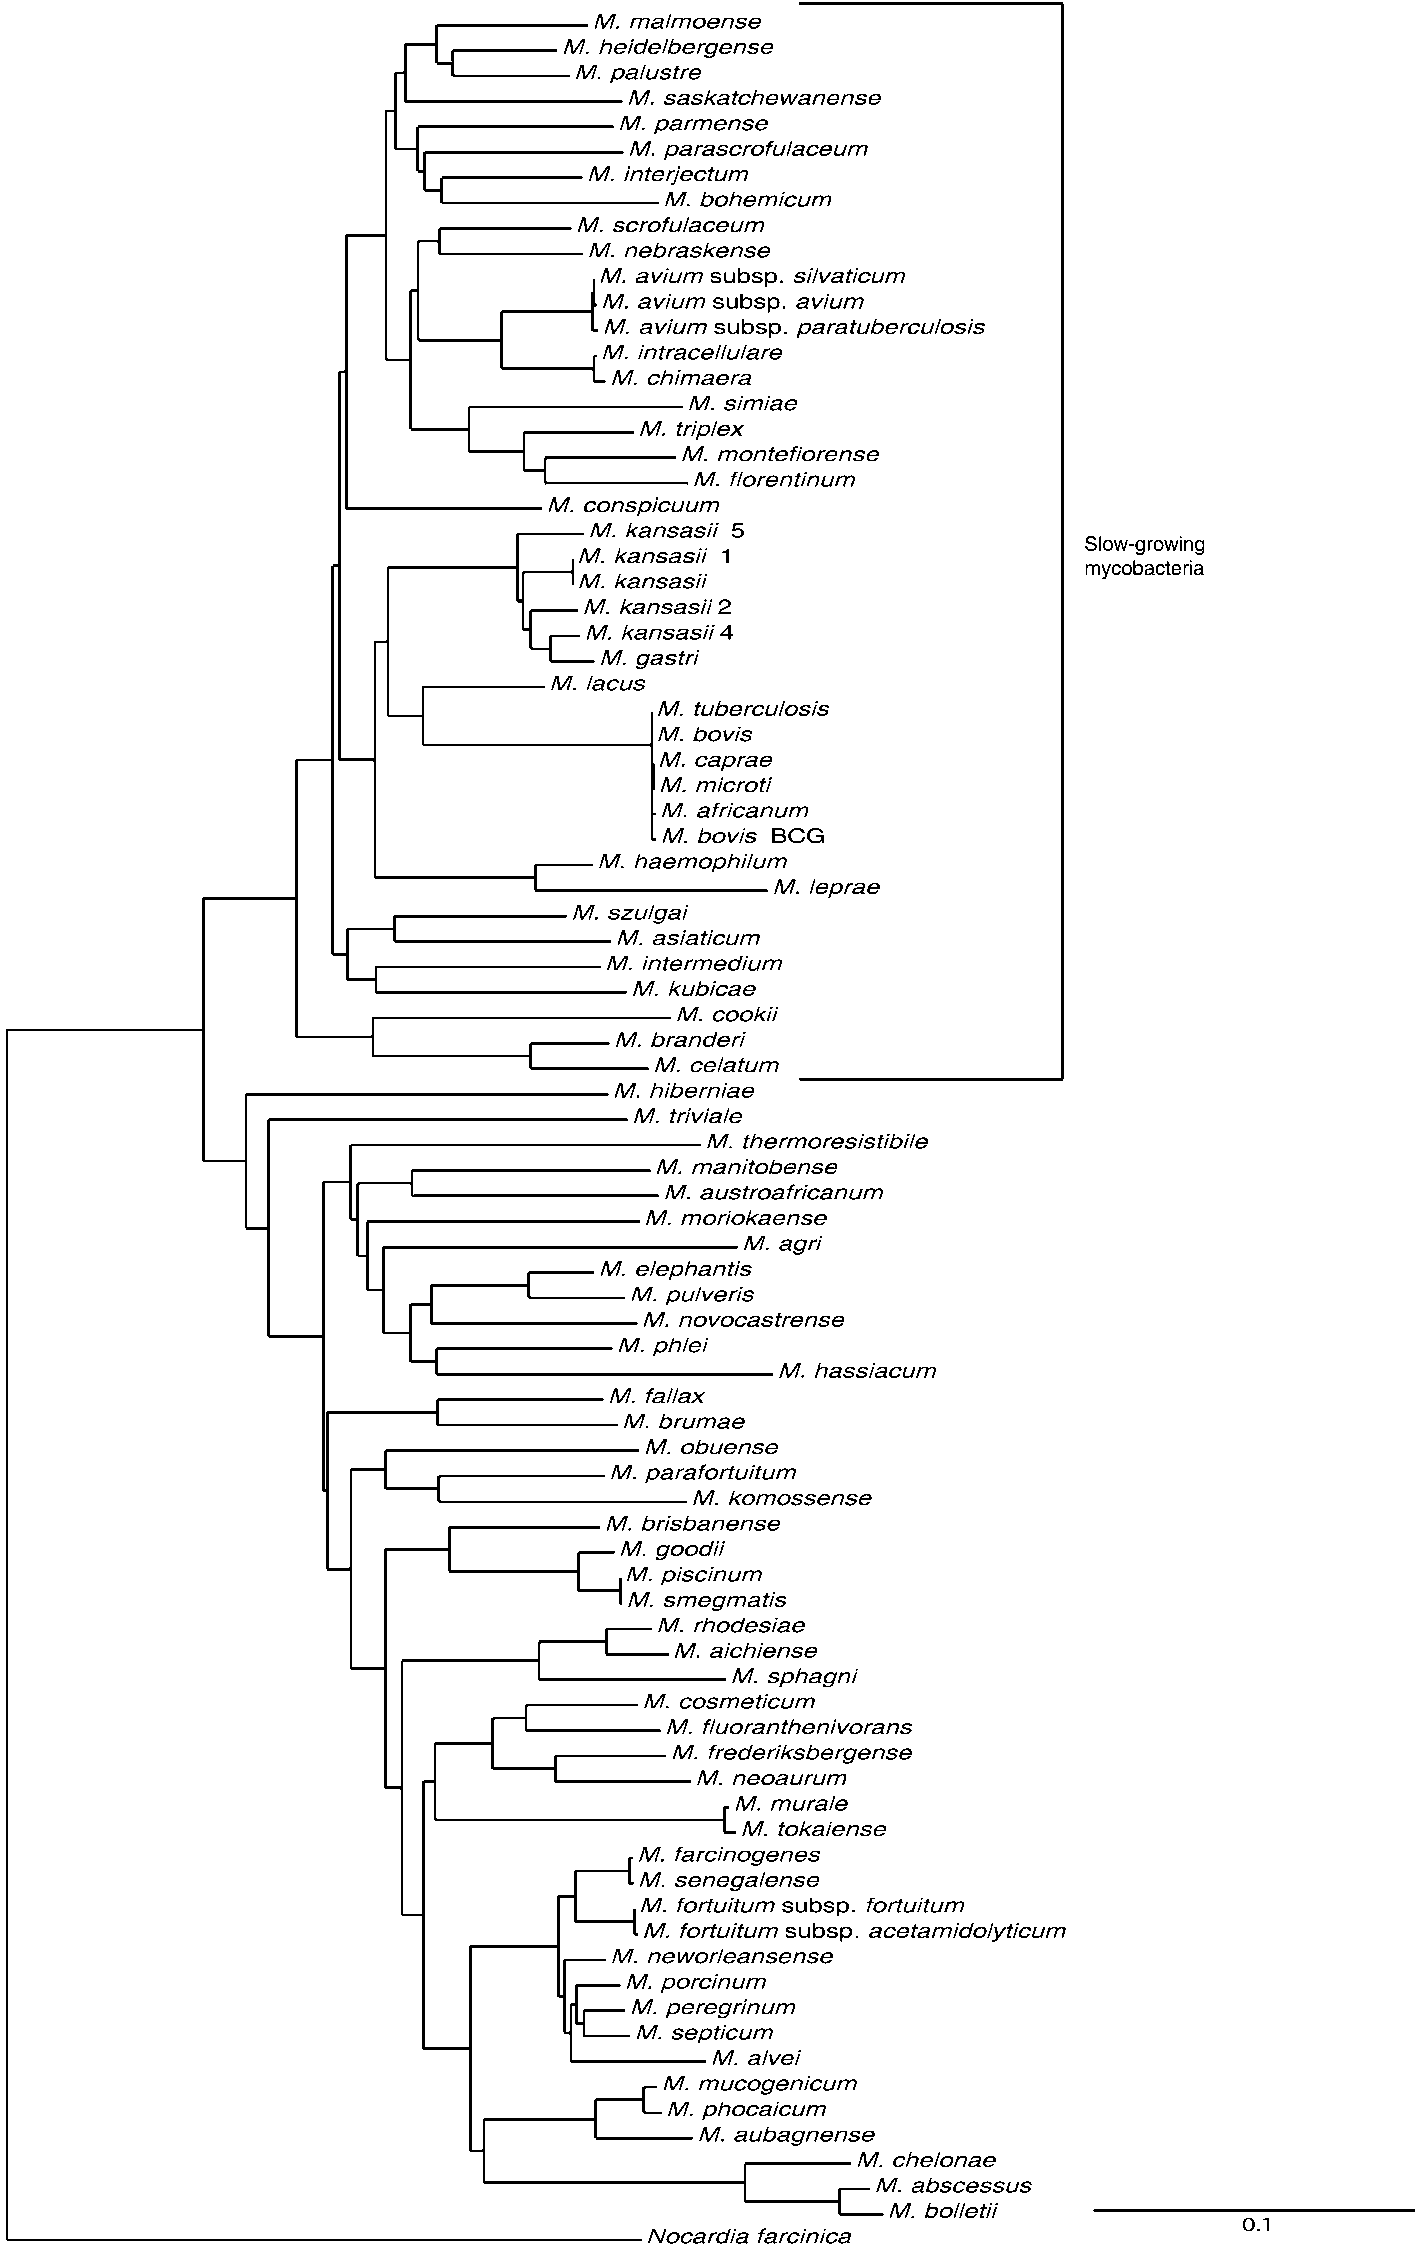 M. malmoense
M. heidelbergense
M. palustre
M. saskatchewanense
M. parmense
M. parascrofulaceum
M. interjectum
M. bohemicum
M. scrofulaceum
M. nebraskense
M. avium subsp. silvaticum
M. avium subsp. avium
M. avium subsp. paratuberculosis
M. intracellulare
M. chimaera
M. simiae
M. triplex
M. montefiorense
M. florentinum
M. conspicuum
M. kansasii 5
Slow-growing
mycobacteria
M. kansasii 1
M. kansasii
M. kansasii 2
M. kansasii 4
M. gastri
M. lacus
M. tuberculosis
M. bovis
M. caprae
M. microti
M. africanum
M. bovis BCG
M. haemophilum
M. leprae
M. szulgai
M. asiaticum
M. intermedium
M. kubicae
M. cookii
M. branderi
M. celatum
M. hiberniae
M. triviale
M. thermoresistibile
M. manitobense
M. austroafricanum
M. moriokaense
M. agri
M. elephantis
M. pulveris
M. novocastrense
M. phlei
M. hassiacum
M. fallax
M. brumae
M. obuense
M. parafortuitum
M. komossense
M. brisbanense
M. goodii
M. piscinum
M. smegmatis
M. rhodesiae
M. aichiense
M. sphagni
M. cosmeticum
M. fluoranthenivorans
M. frederiksbergense
M. neoaurum
M. murale
M. tokaiense
M. farcinogenes
M. senegalense
M. fortuitum subsp. fortuitum
M. fortuitum subsp. acetamidolyticum
M. neworleansense
M. porcinum
M. peregrinum
M. septicum
M. alvei
M. mucogenicum
M. phocaicum
M. aubagnense
M. chelonae
M. abscessus
M. bolletii
0.1
Nocardia farcinica